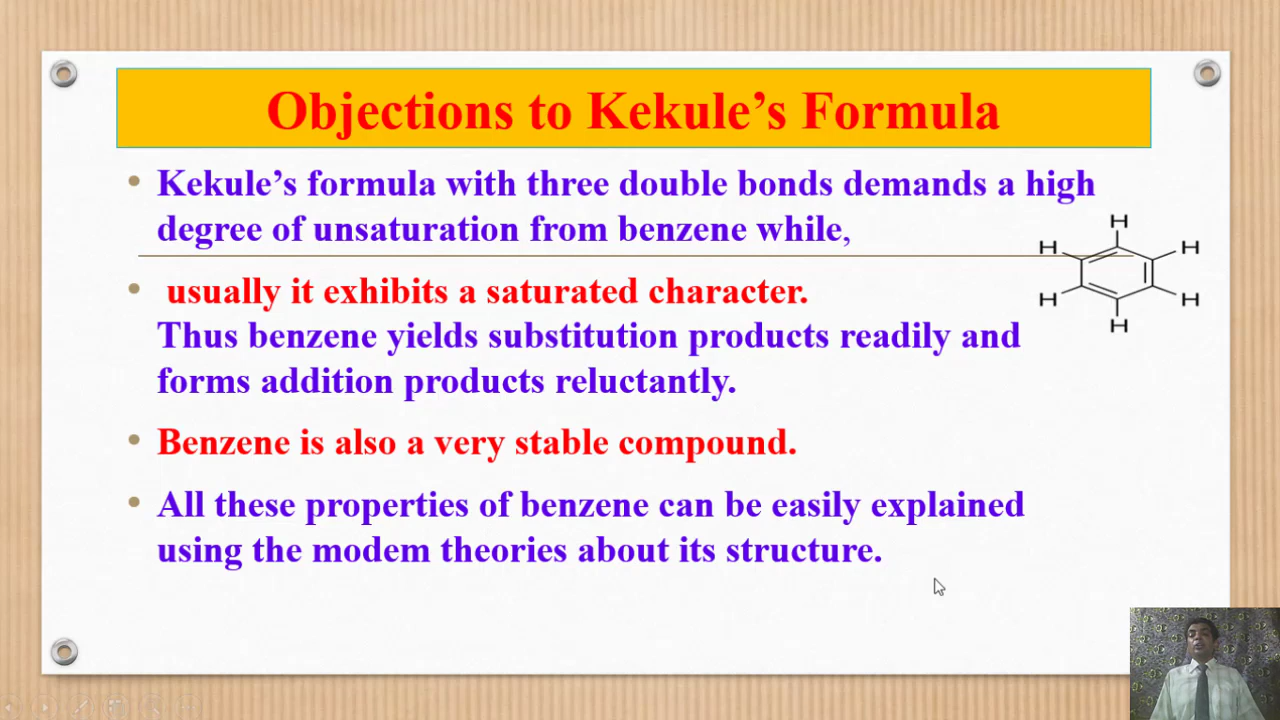 Objections to Kekule’s Formula
Kekule’s formula with three double bonds demands a high
degree of unsaturation from benzene while,
usually it exhibits a saturated character.
Thus benzene yields substitution products readily and
forms addition products reluctantly.
Benzene is also a very stable compound.
All these properties of benzene can be easily explained
using the modem theories about its structure.
H
H
H
H
H
H